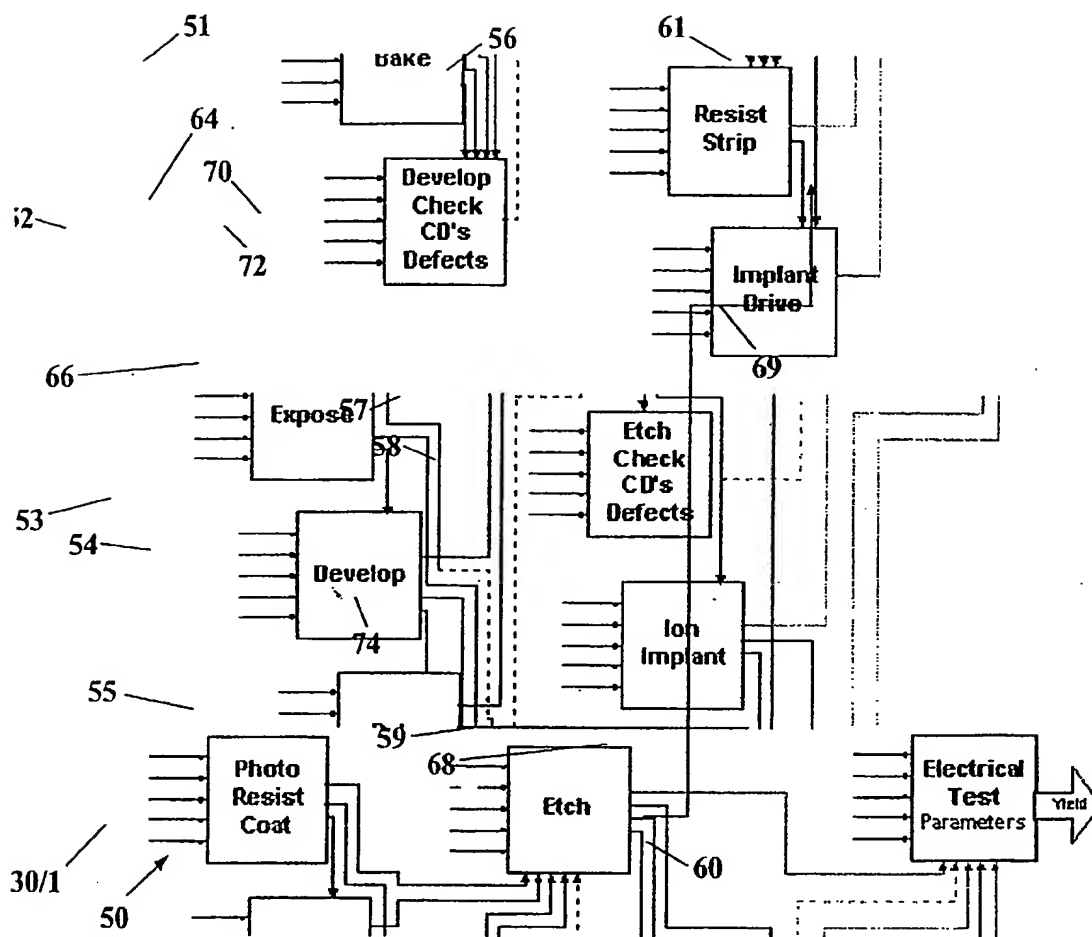 51
56
61
Bake
Resist
Strip
64
70
72
Develop
Check
CD's
Defects
Implant
Drive
69
66
Expose
57
58
Etch
Check
CD's
Defects
53
54
Develop
74
Ion
Implant
55
59
68
Photo
Resist
Coat
Etch
Electrical
Test
Parameters
Yield
30/1
50
60